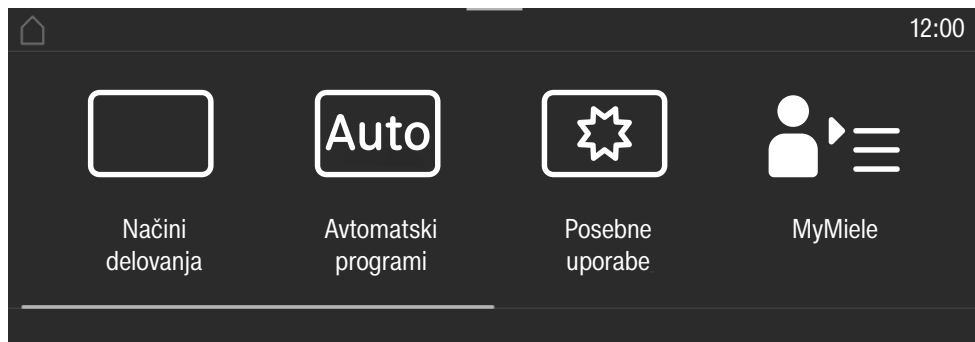 12:00
Auto
Načini
delovanja
Avtomatski
programi
Posebne
uporabe
MyMiele